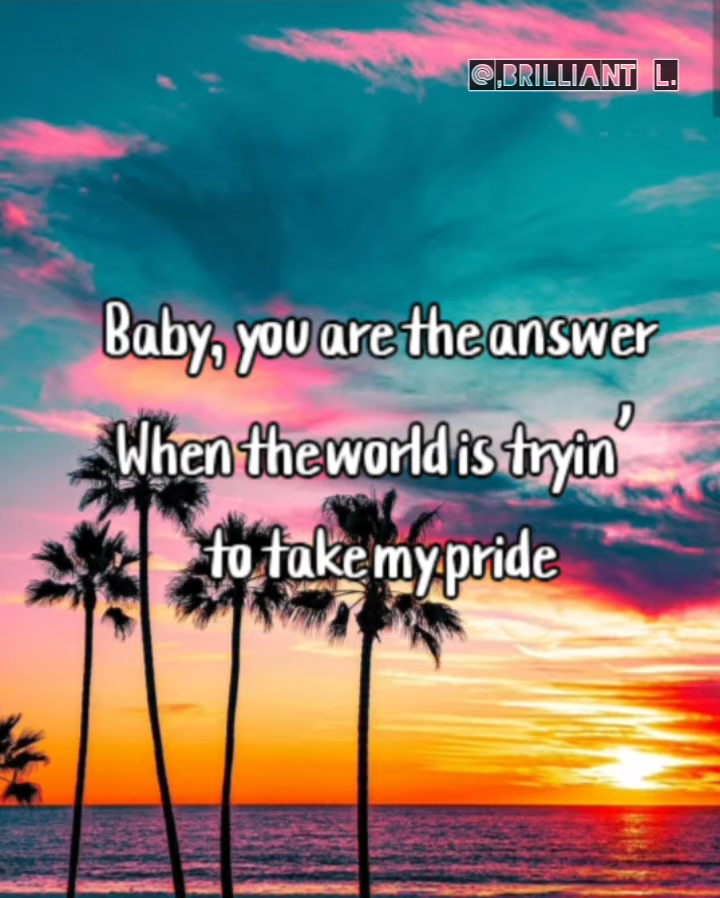 @,BRILLIANT L.
Baby, you are the answer
When the world is tryin'
to take my pride